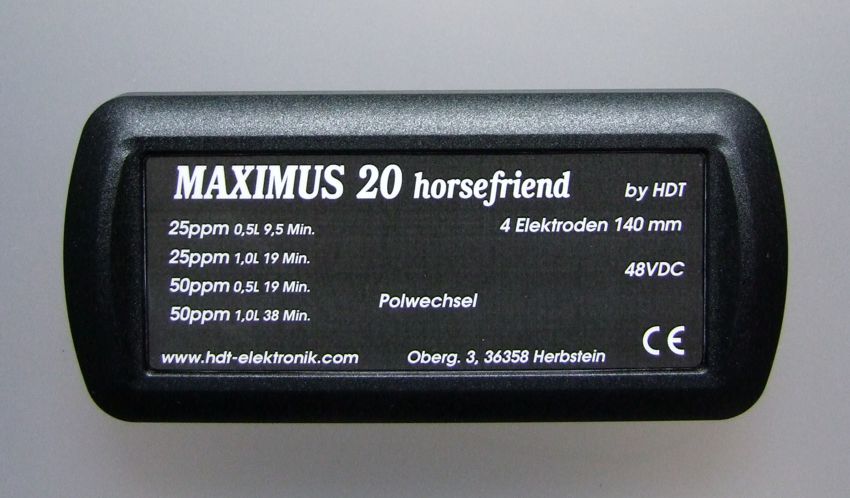 MAXIMUS 20 horsefriend by HDT
25ppm 0,5L 9,5 Min. 4 Elektroden 140 mm
25ppm 1,0L 19 Min. 48VDC
50ppm 0,5L 19 Min.
Polwechsel
50ppm 1,0L 38 Min.
CE
www.hdt-elektronik.com Oberg. 3, 36358 Herbstein